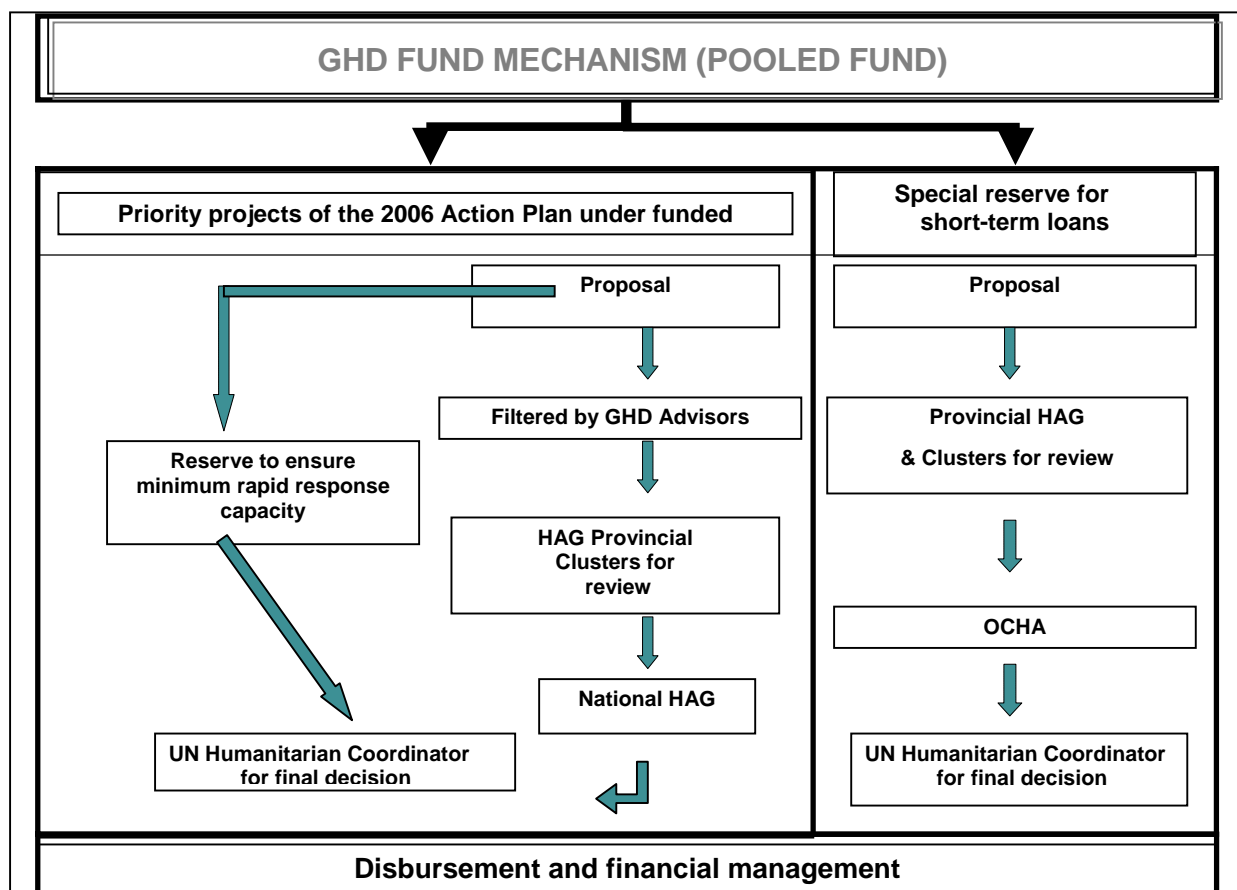 GHD FUND MECHANISM (POOLED FUND)
Priority projects of the 2006 Action Plan under funded
Special reserve for
short-term loans
Proposal
Filtered by GHD Advisors
Reserve to ensure
minimum rapid response
capacity
HAG Provincial
Clusters for
review
National HAG
UN Humanitarian Coordinator
for final decision
Proposal
Provincial HAG
& Clusters for review
OCHA
UN Humanitarian Coordinator
for final decision
Disbursement and financial management